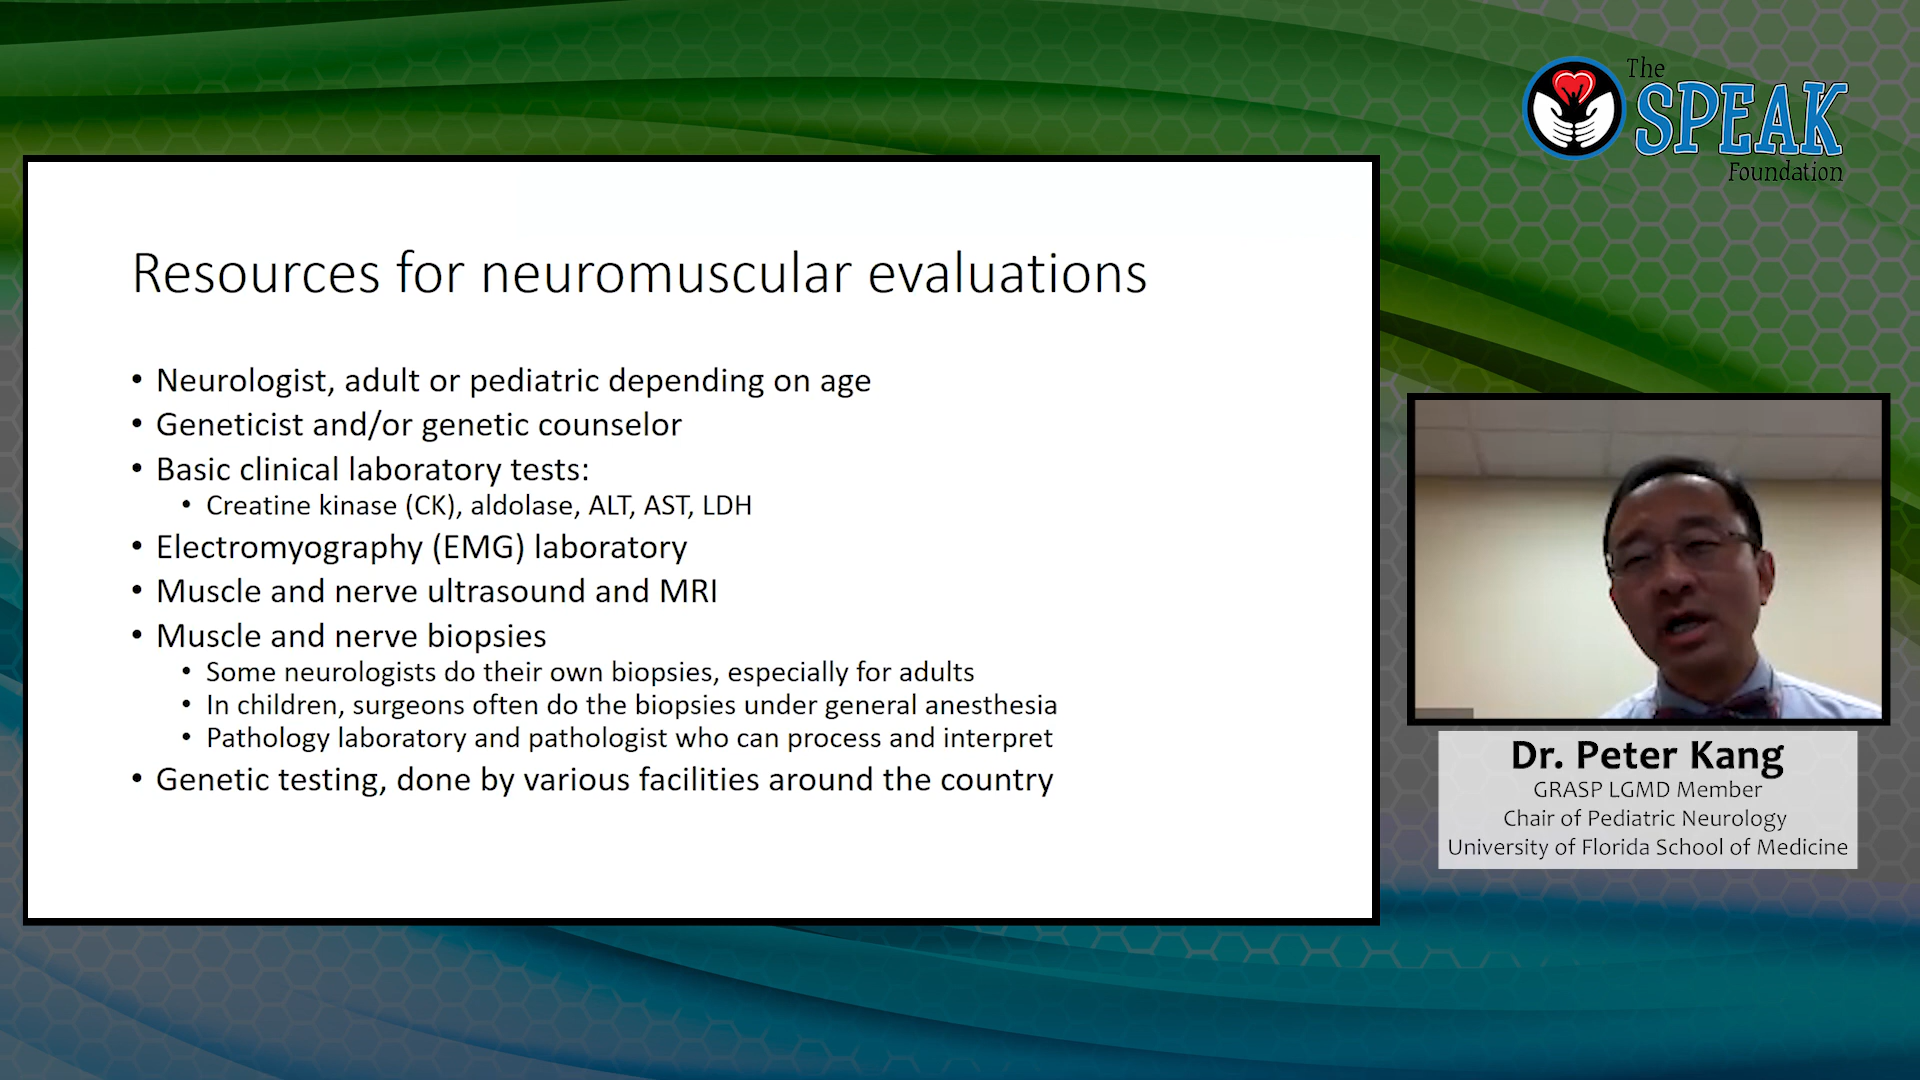 The
SPEAK
Foundation
Resources for neuromuscular evaluations
• Neurologist, adult or pediatric depending on age
• Geneticist and/or genetic counselor
• Basic clinical laboratory tests:
• Creatine kinase (CK), aldolase, ALT, AST, LDH
• Electromyography (EMG) laboratory
• Muscle and nerve ultrasound and MRI
• Muscle and nerve biopsies
• Some neurologists do their own biopsies, especially for adults
• In children, surgeons often do the biopsies under general anesthesia
• Pathology laboratory and pathologist who can process and interpret
• Genetic testing, done by various facilities around the country
Dr. Peter Kang
GRASP LGMD Member
Chair of Pediatric Neurology
University of Florida School of Medicine